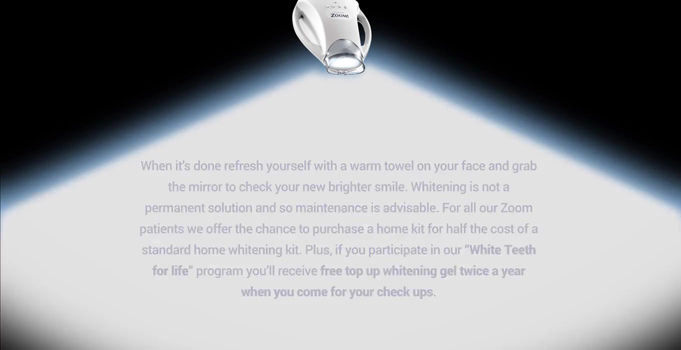 ZOOM!
When it's done refresh yourself with a warm towel on your face and grab
the mirror to check your new brighter smile. Whitening is not a
permanent solution and so maintenance is advisable. For all our Zoom
patients we offer the chance to purchase a home kit for half the cost of a
standard home whitening kit. Plus, if you participate in our "White Teeth
for life" program you'll receive free top up whitening gel twice a year
when you come for your check ups.